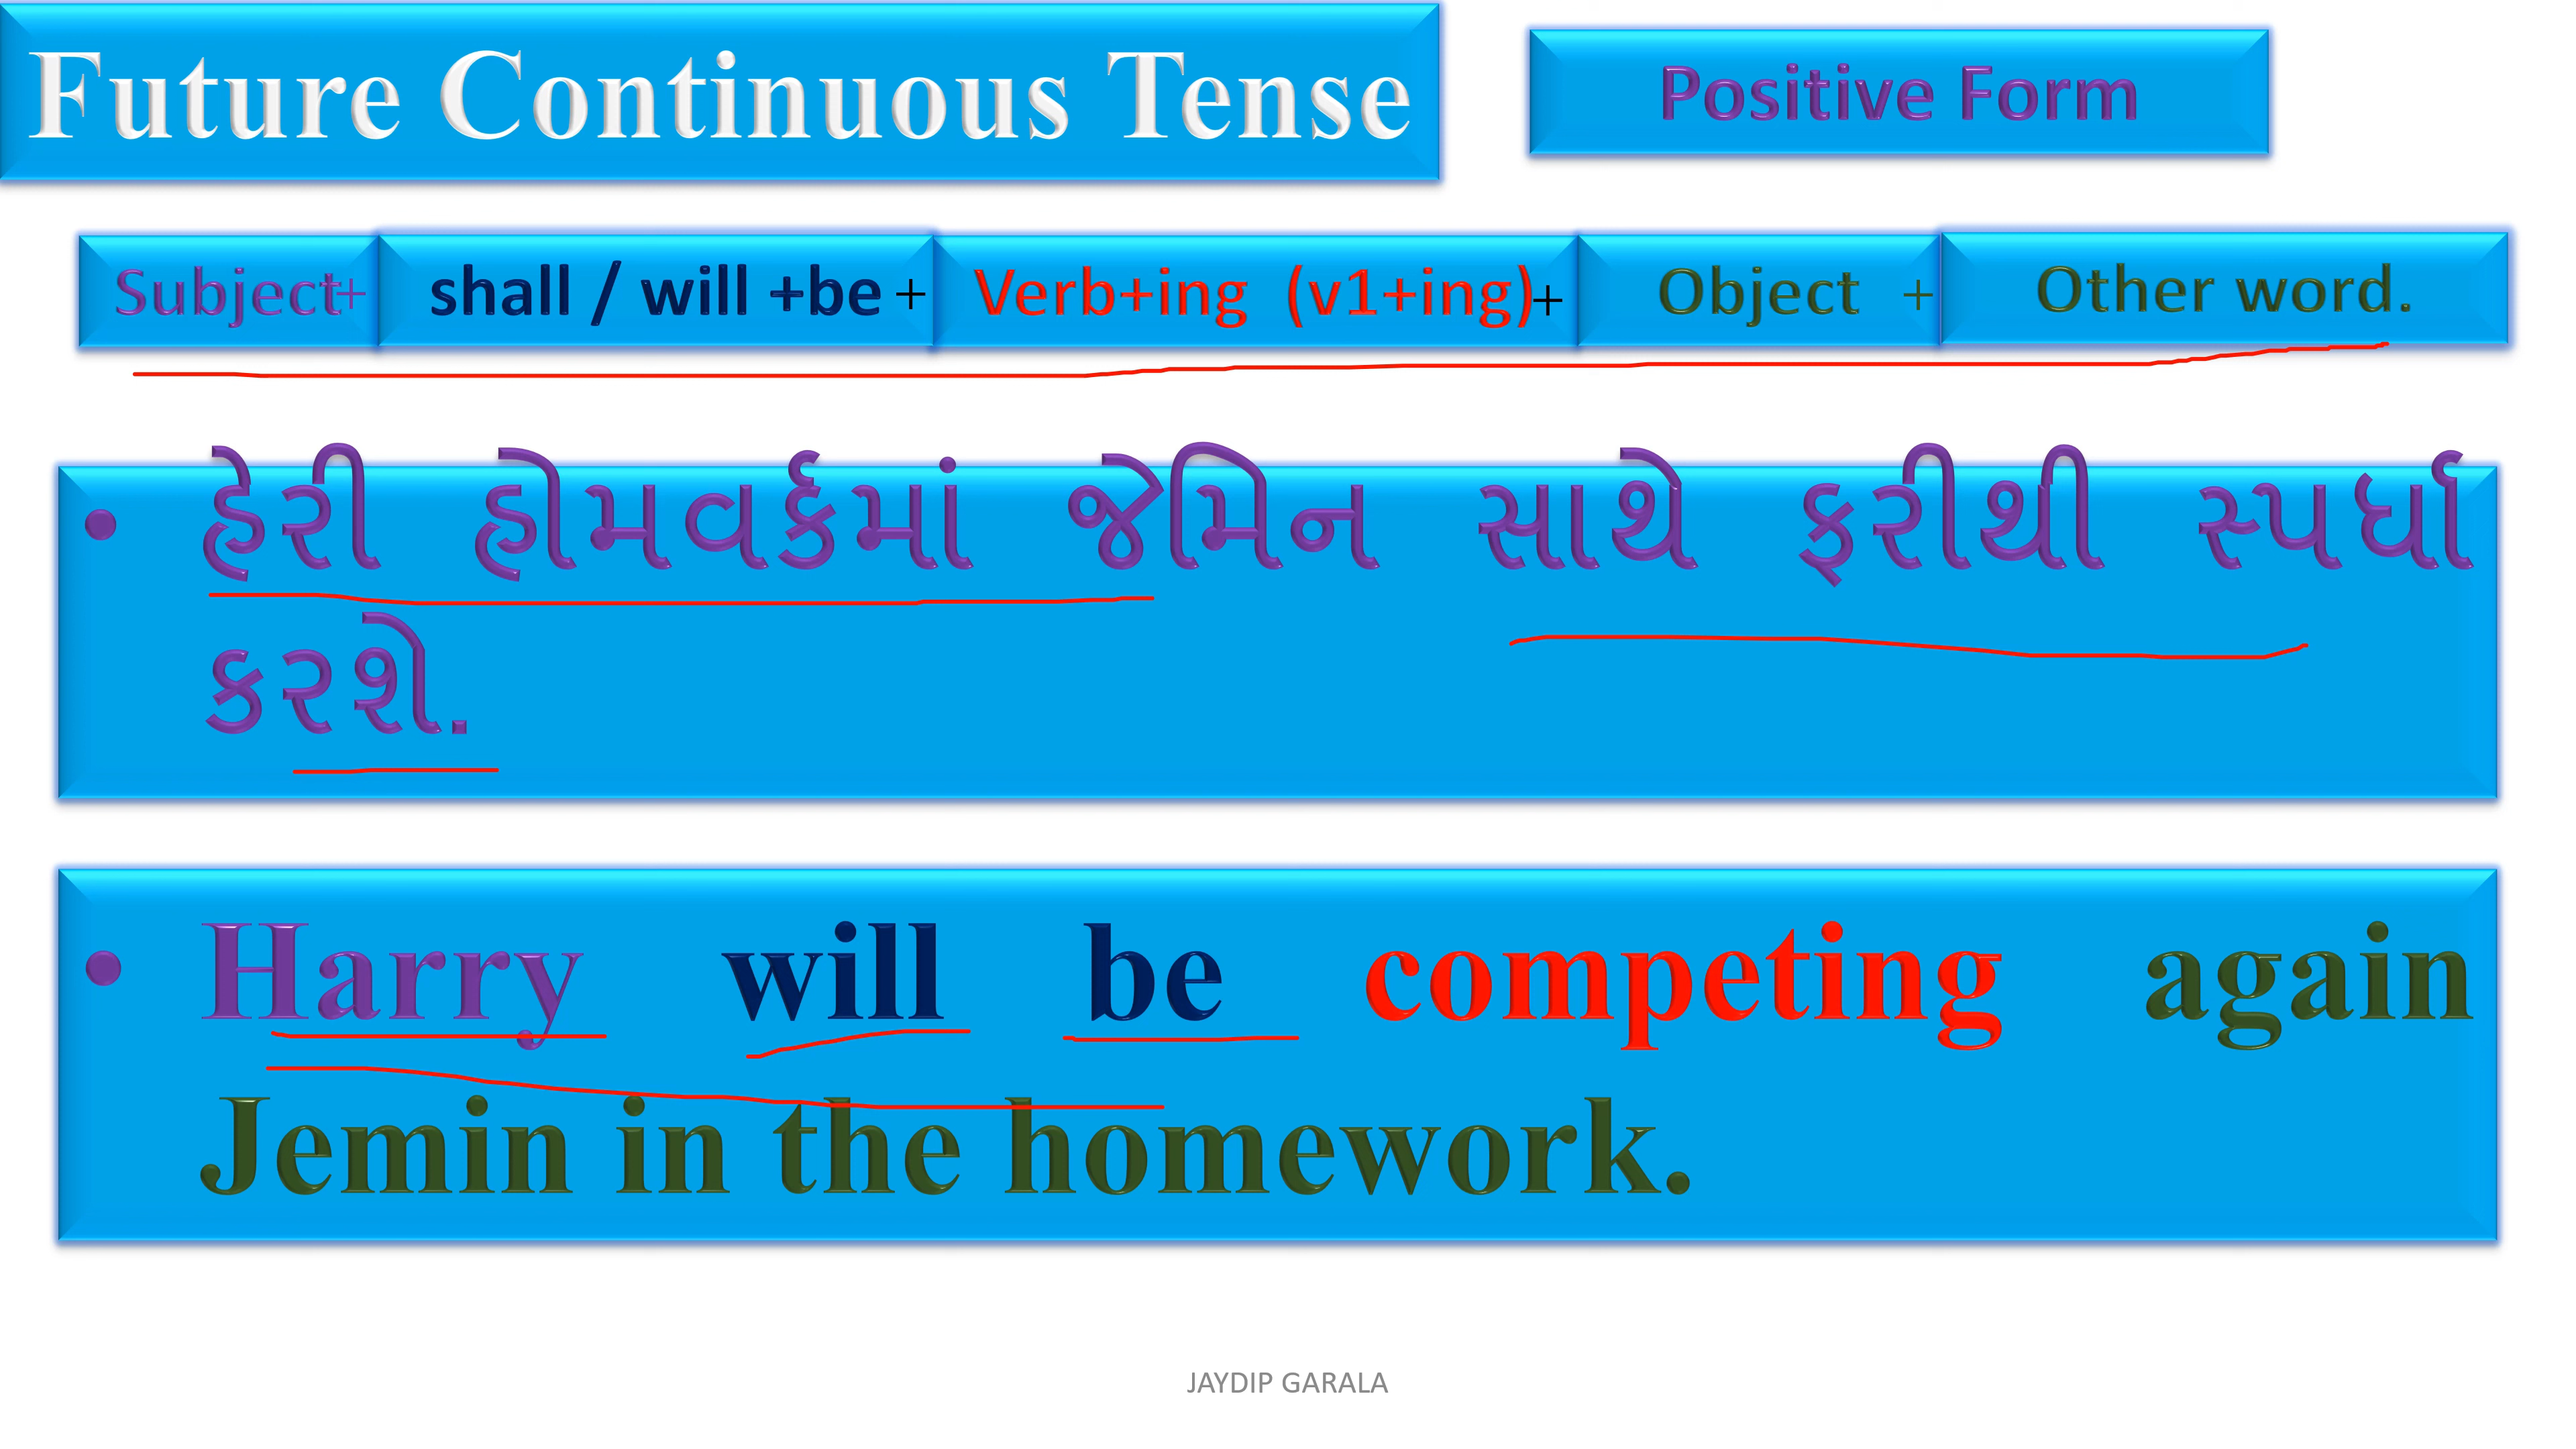 Future Continuous Tense
Positive Form
Subject+ shall / will +be + Verb+ing (v1+ing)+ Object + Other word.
• હેરી હોમવર્કમાં જેમિન સાથે ફરીથી સ્પર્ધા
કરશે.
• Harry will be competing again
Jemin in the homework.
JAYDIP GARALA